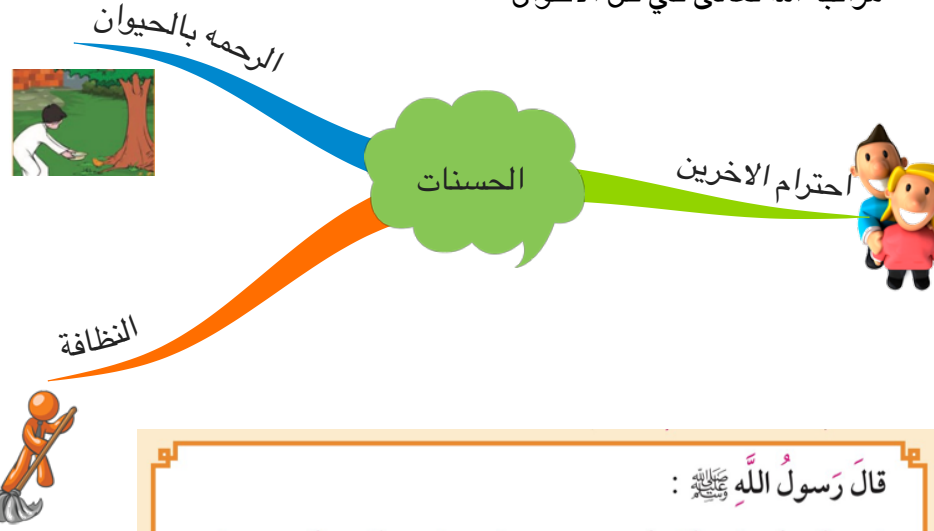 الرحمه بالحيوان
الحسنات
احترام الاخرين
النظافة
قالَ رَسولُ اللَّهِ ﷺ :